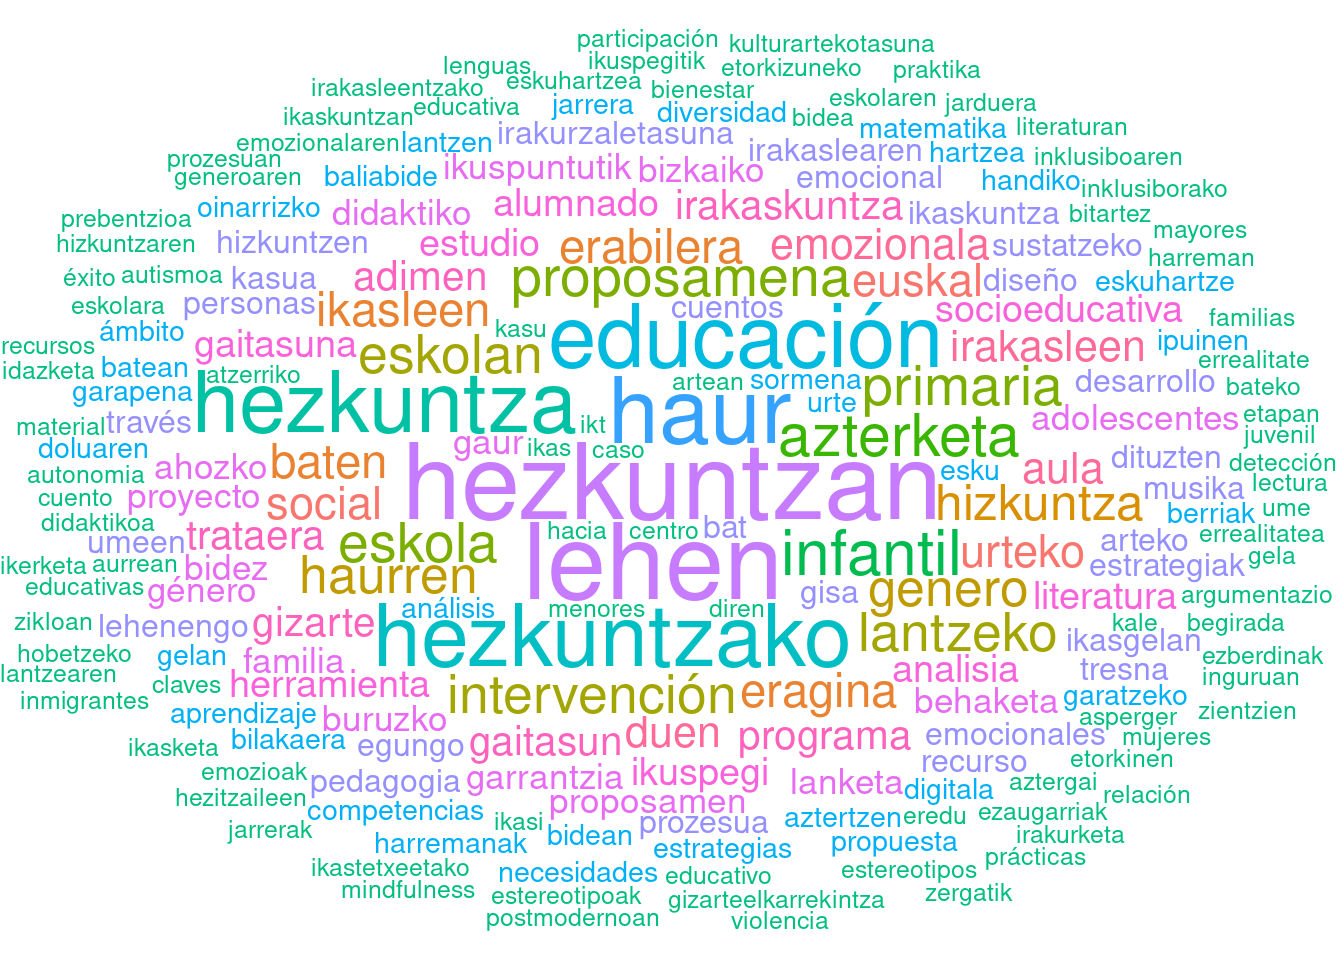 participación kulturartekotasuna
lenguas ikuspegitik etorkizuneko praktika
irakasleentzako eskuhartzea bienestar
ikaskuntzan educativa jarrera diversidad bidea eskolaren jarduera
emozionalaren lantzen irakurzaletasuna matematika literaturan
prozesuan irakaslearen hartzea inklusiboaren
generoaren baliabide ikuspuntutik bizkaiko emocional handiko inklusiborako
prebentzioa oinarrizko didaktiko alumnado irakaskuntza ikaskuntza bitartez mayores
hizkuntzaren hizkuntzen estudio erabilera emozionala sustatzeko harreman
éxito autismoa kasua adimen proposamena euskal diseño eskuhartze
eskolara personas ikasleen cuentos socioeducativa familias
ámbito kasu educación ipuinen
recursos gaitasuna eskolan irakasleen errealitate
idazketa batean atzerriko artean sormena primaria desarrollo bateko
garapena hezkuntza haur urte
material través ikt azterketa adolescentes etapan
doluaren gaur ikas caso juvenil
autonomia ahozko baten esku aula dituzten detección
cuento proyecto social hezkuntzan hizkuntza musika lectura
didaktikoa berriak ume
umeen trataera eskola hacia centro bat infantil urteko arteko errealitatea
ikerketa aurrean bidez lehen estrategiak gela
educativas género haurren gisa genero literatura argumentazio
zikloan lehenengo gizarte análisis menores diren kale begirada
hobetzeko gelan familia hezkuntzako lantzeko ikasgelan ezberdinak
lantzearen claves herramienta analisia tresna inguruan
inmigrantes intervención eragina behaketa garatzeko
aprendizaje buruzko asperger zientzien
ikasketa bilakaera egungo gaitasun duen programa emocionales mujeres
emozioak recurso etorkinen
hezitzaileen pedagogia garrantzia ikuspegi lanketa digitala aztergai relación
competencias proposamen
jarrerak ikasi bidean prozesua aztertzen eredu ezaugarriak irakurketa
harremanak estrategias propuesta prácticas
ikastetxeetako necesidades educativo estereotipos
mindfulness estereotipoak gizarteelkarrekintza zergatik
postmodernoan violencia